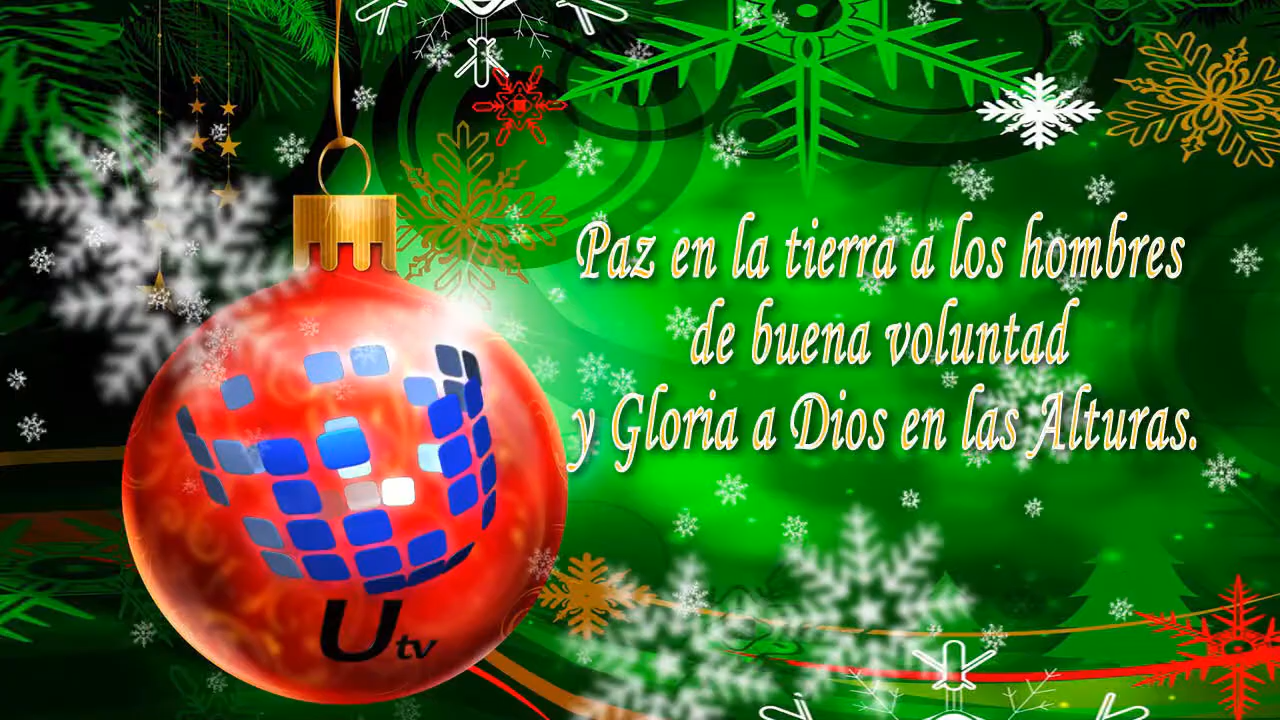 Paz en la tierra a los hombres
de buena voluntad
y Gloria a Dios en las Alturas.
Utv